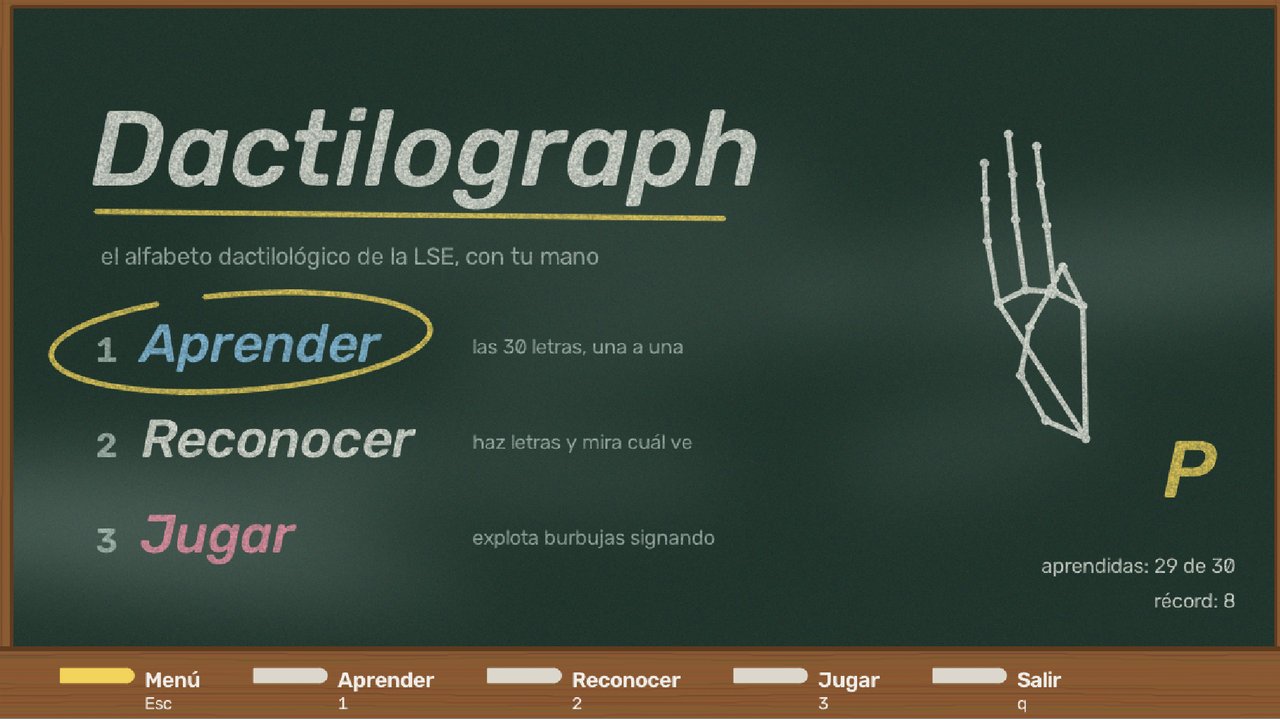 Dactilograph
el alfabeto dactilológico de la LSE, con tu mano
1 Aprender las 30 letras, una a una
2 Reconocer haz letras y mira cuál ve
3 Jugar explota burbujas signando
P
aprendidas: 29 de 30
récord: 8
Menú Aprender Reconocer Jugar Salir
Esc 1 2 3 q